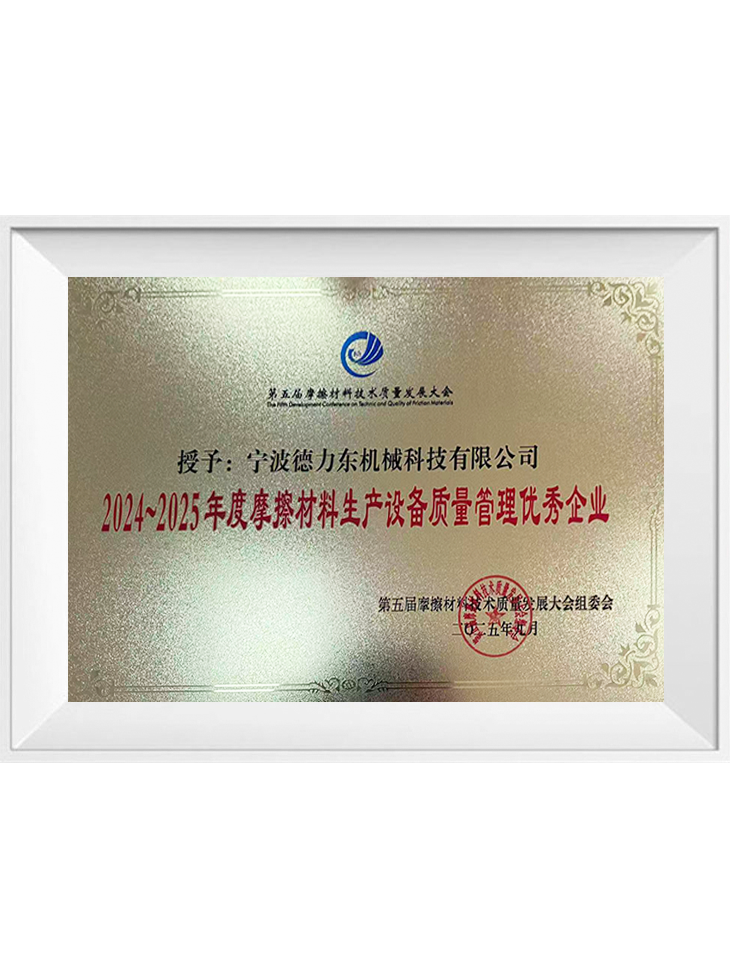 第五届摩擦材料技术质量发展大会
The Fifth Development Conference on Technic and Quality of Friction Materials
授予：宁波德力东机械科技有限公司
2024~2025年度摩擦材料生产设备质量管理优秀企业
第五届摩擦材料技术质量发展大会组委会
二〇二五年九月